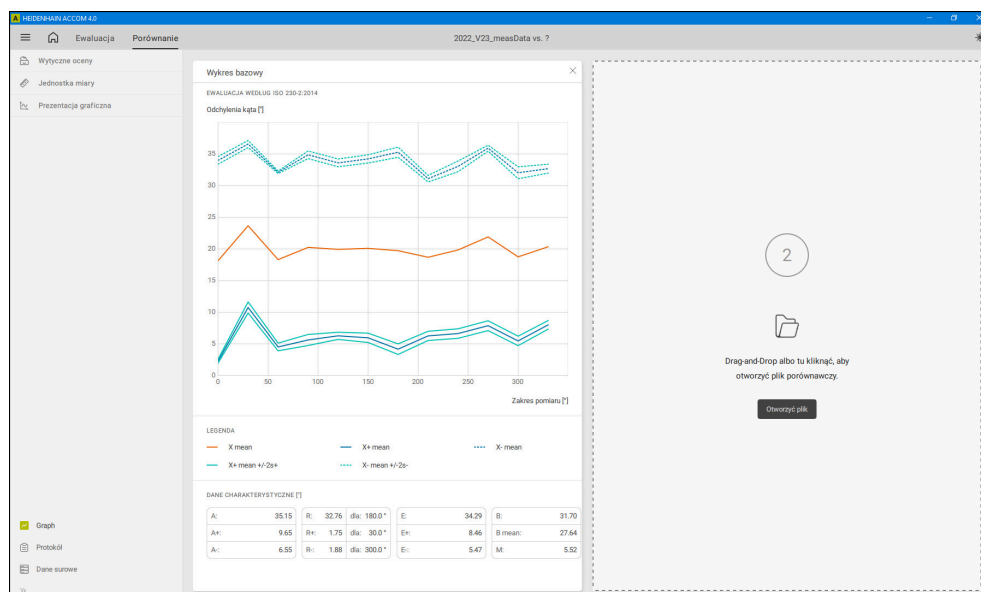 HEIDENHAIN ACCOM 4.0
Ewaluacja Porównanie 2022_V23_measData vs. ?
Wytyczne oceny
Jednostka miary
Prezentacja graficzna
Wykres bazowy
EWALUACJA WEDŁUG ISO 230-2:2014
Odchylenia kąta ["]
35
30
25
20
15
10
5
0
0 50 100 150 200 250 300
Zakres pomiaru [°]
LEGENDA
X mean X+ mean X- mean
X+ mean +/-2s+ X- mean +/-2s-
DANE CHARAKTERYSTYCZNE ["]
A: 35.15 R: 32.76 dla: 180.0 ° E: 34.29 B: 31.70
A+: 9.65 R+: 1.75 dla: 30.0 ° E+: 8.46 B mean: 27.64
A-: 6.55 R-: 1.88 dla: 300.0 ° E-: 5.47 M: 5.52
2
Drag-and-Drop albo tu kliknąć, aby
otworzyć plik porównawczy.
Otworzyć plik
Graph
Protokół
Dane surowe